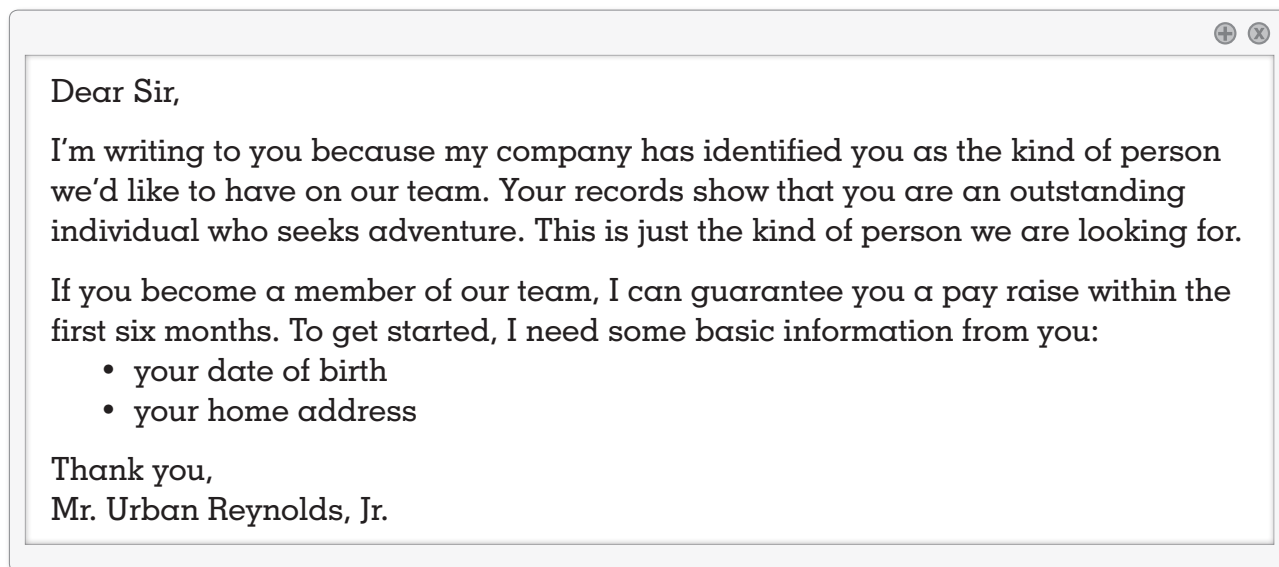 Dear Sir,
I’m writing to you because my company has identified you as the kind of person
we’d like to have on our team. Your records show that you are an outstanding
individual who seeks adventure. This is just the kind of person we are looking for.
If you become a member of our team, I can guarantee you a pay raise within the
first six months. To get started, I need some basic information from you:
• your date of birth
• your home address
Thank you,
Mr. Urban Reynolds, Jr.